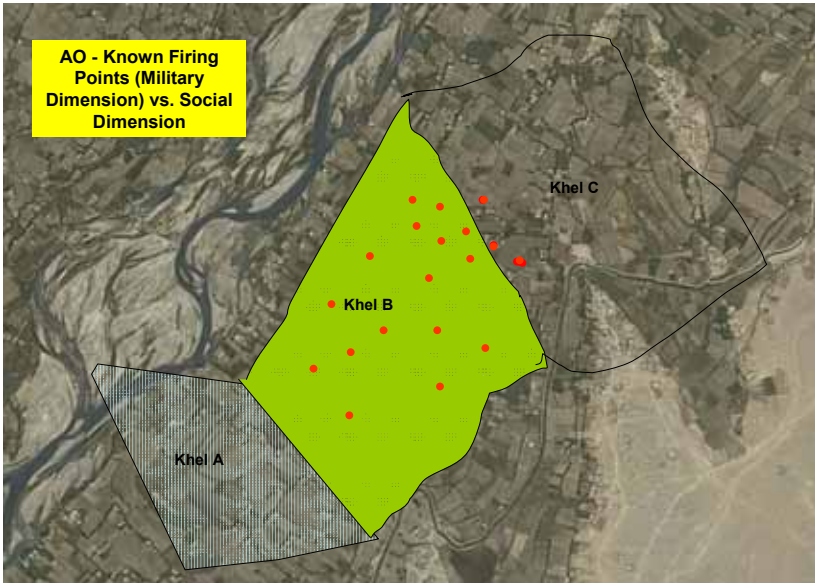 AO - Known Firing
Points (Military
Dimension) vs. Social
Dimension
Khel C
Khel B
Khel A